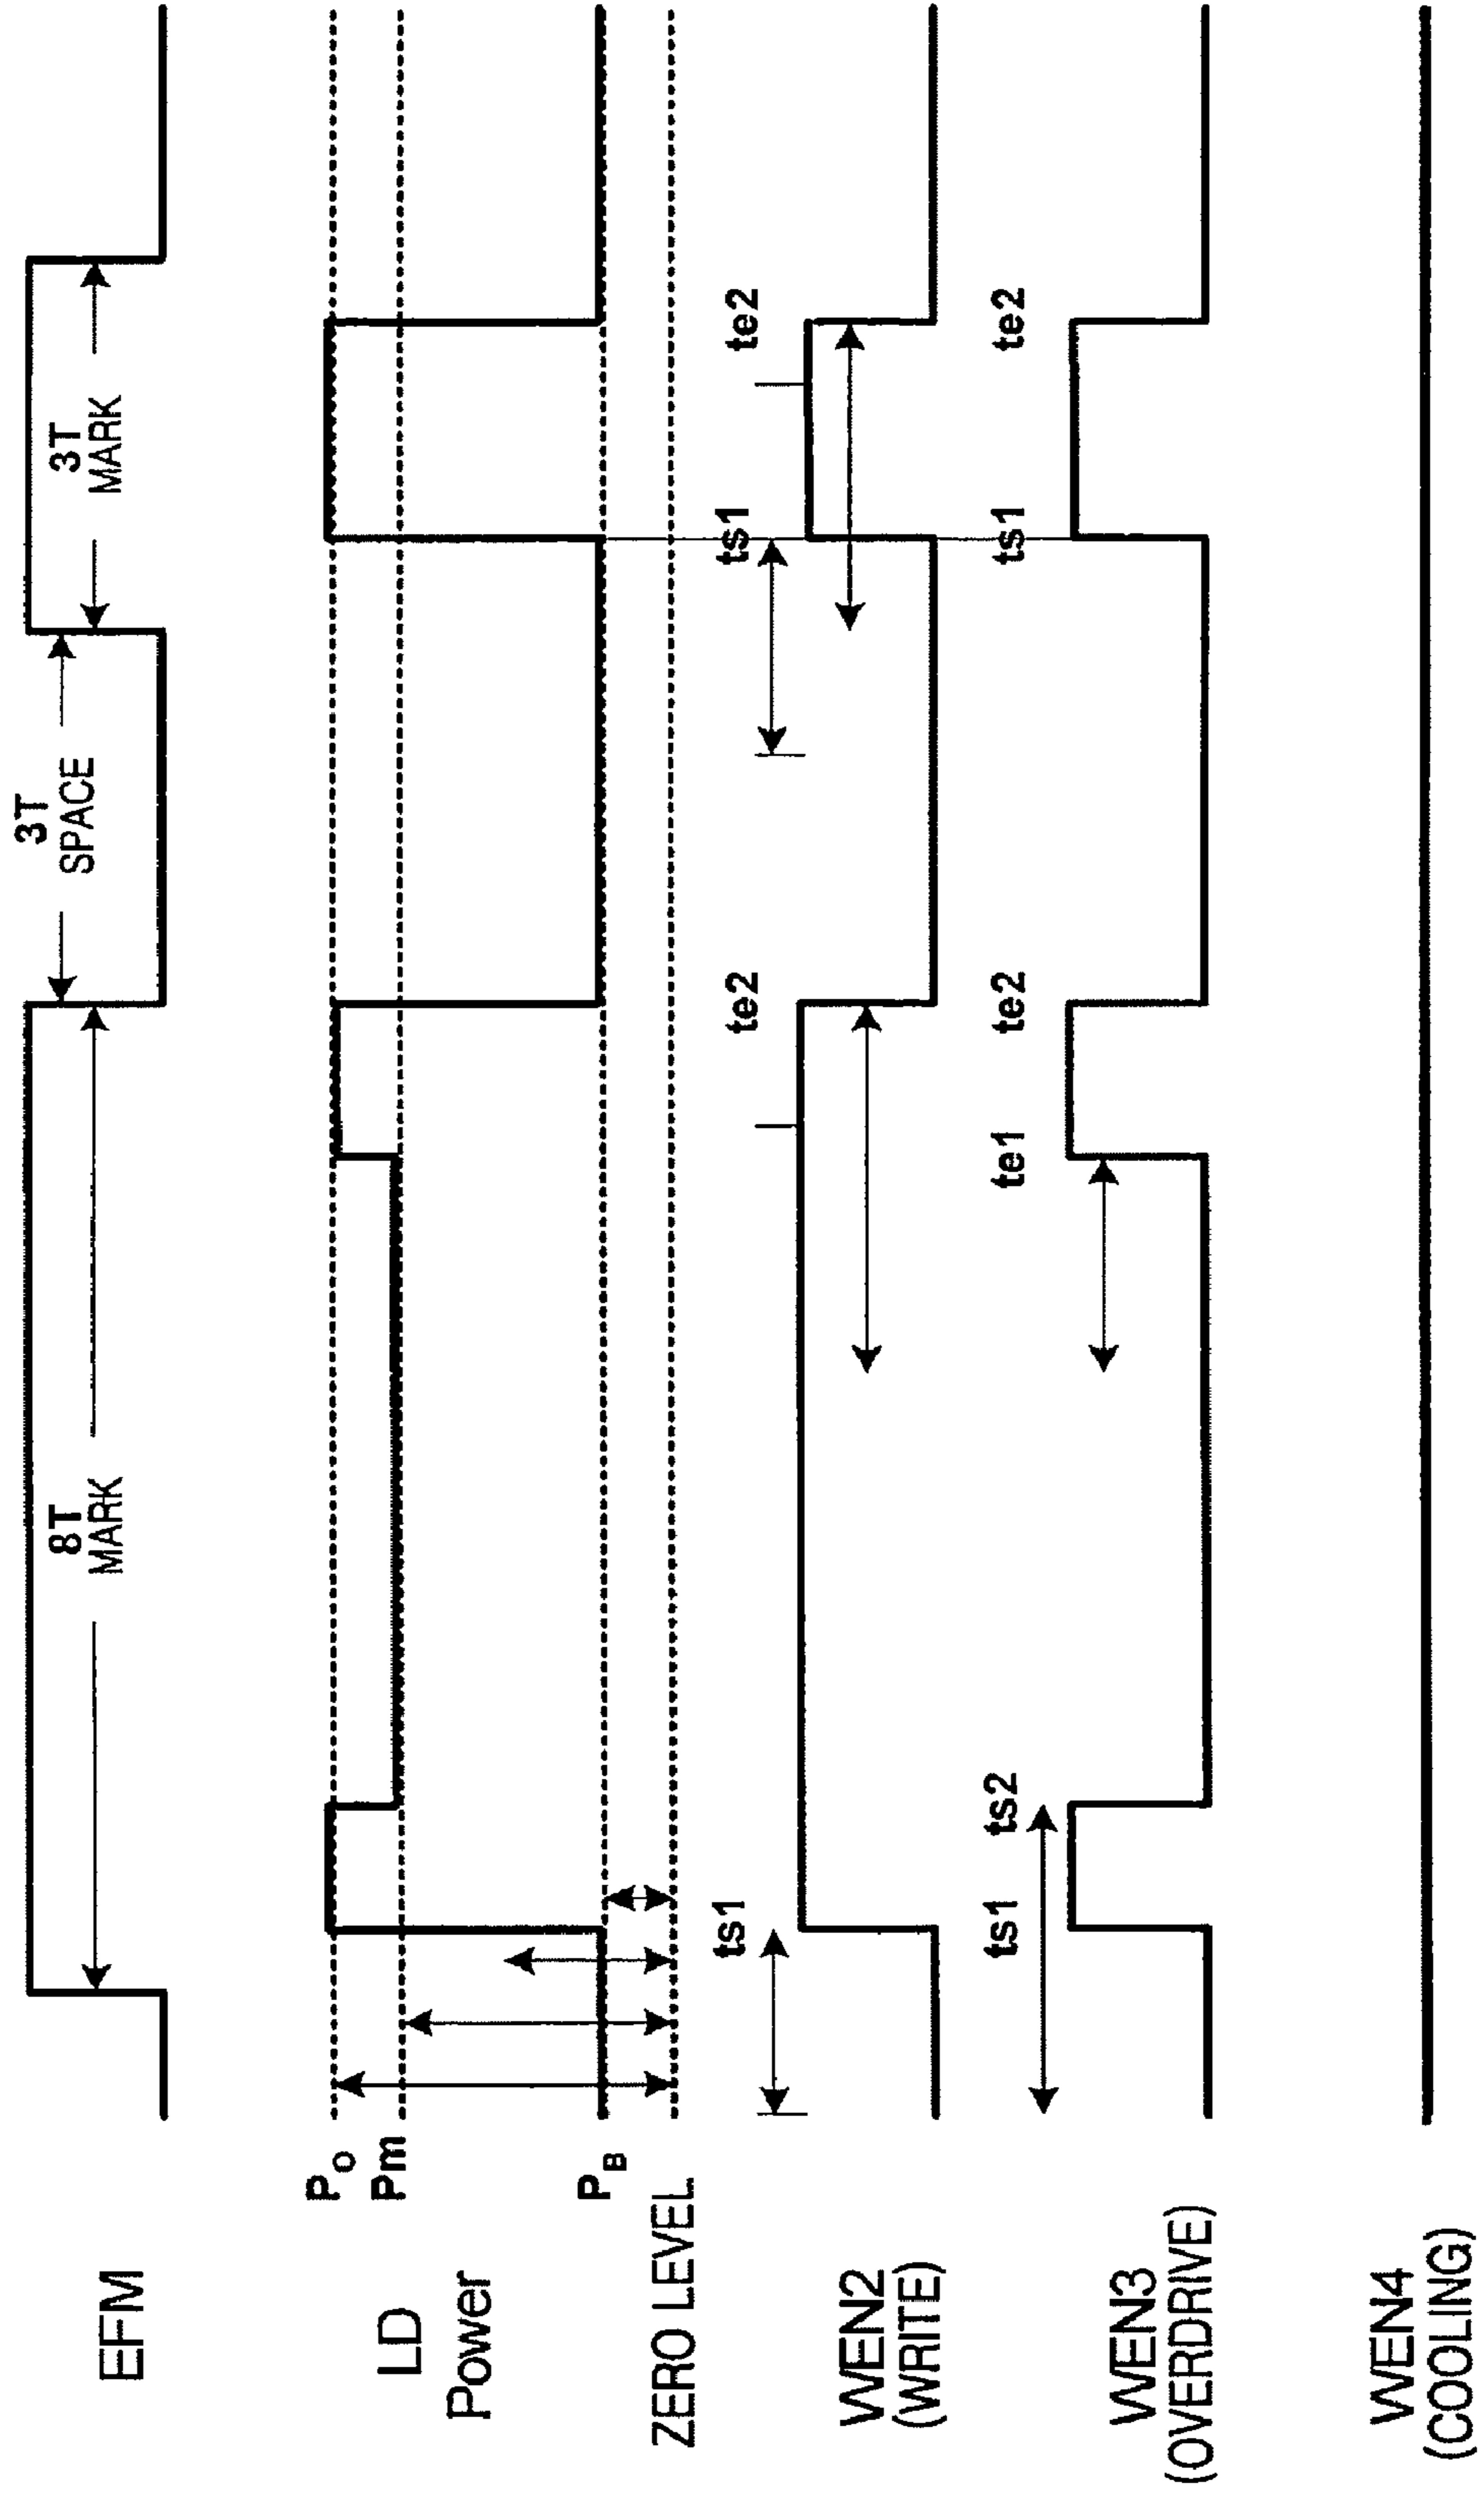 EFM
8T
MARK
3T
SPACE
3T
MARK
LD
Power
PO
Pm
PB
ZERO LEVEL
WEN2
(WRITE)
ts1
te2
ts1
te2
WEN3
(OVERDRIVE)
ts1
ts2
te1
te2
ts1
te2
WEN4
(COOLING)